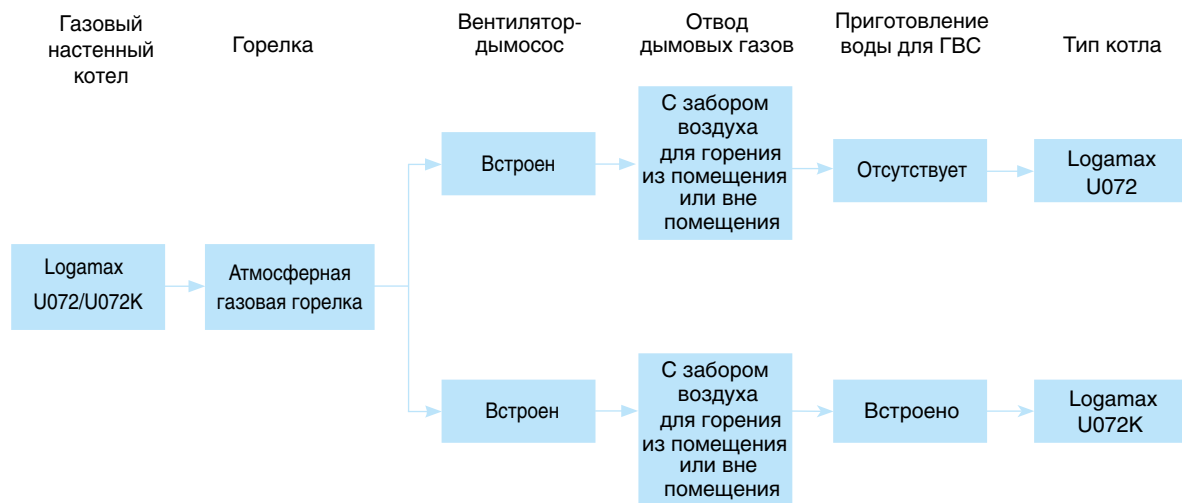 Газовый
настенный
котел
Горелка
Вентилятор-
дымосос
Отвод
дымовых газов
Приготовление
воды для ГВС
Тип котла
Встроен
С забором
воздуха
для горения
из помещения
или вне
помещения
Отсутствует
Logamax
U072
Logamax
U072/U072K
Атмосферная
газовая горелка
Встроен
С забором
воздуха
для горения
из помещения
или вне
помещения
Встроено
Logamax
U072K